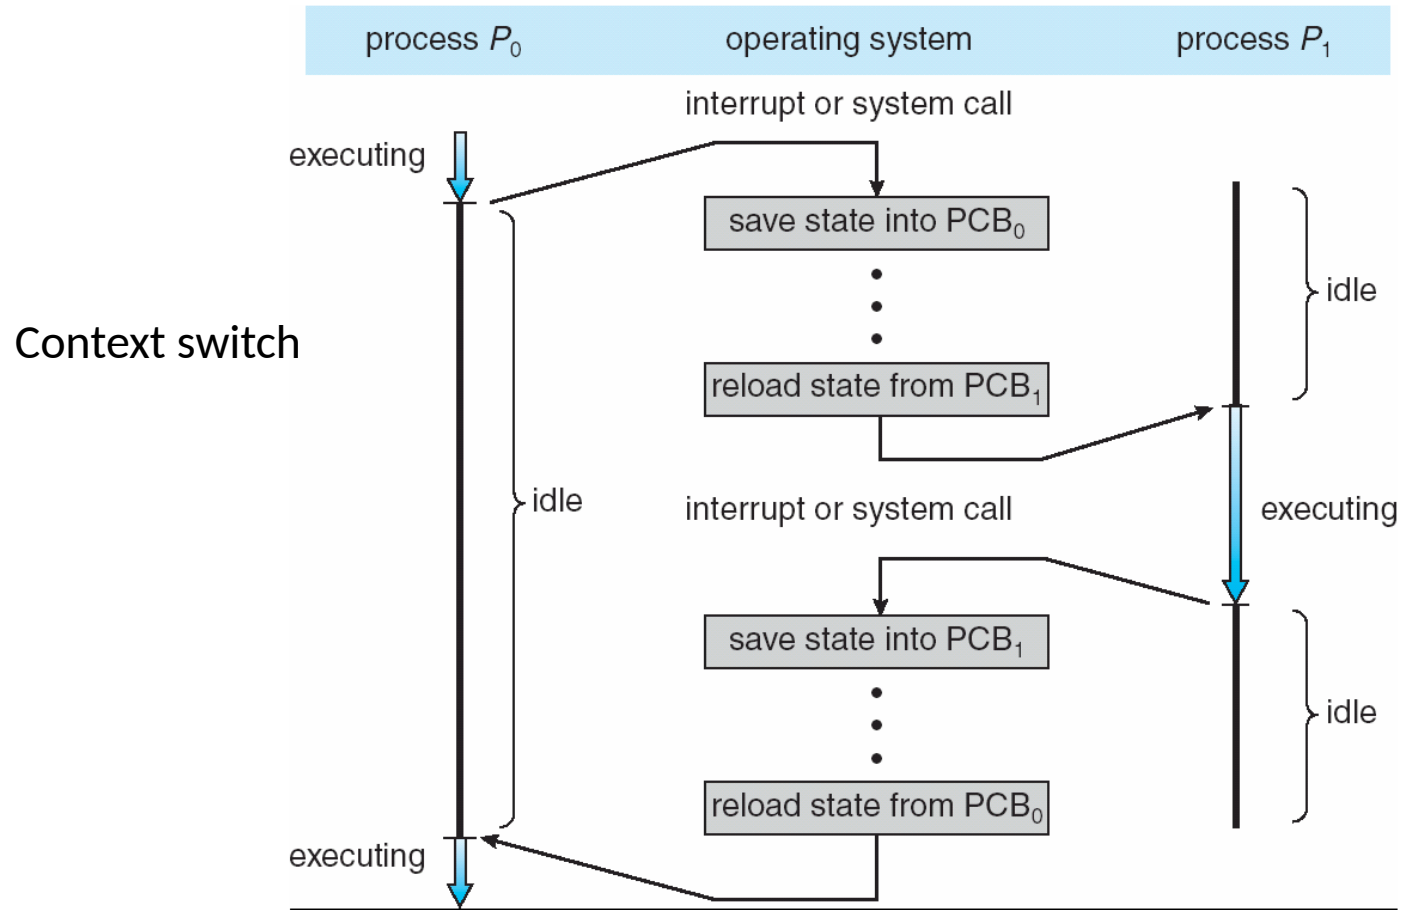 process P₀ operating system process P₁
interrupt or system call
executing
save state into PCB₀
idle
Context switch
reload state from PCB₁
idle
interrupt or system call
executing
save state into PCB₁
idle
reload state from PCB₀
executing